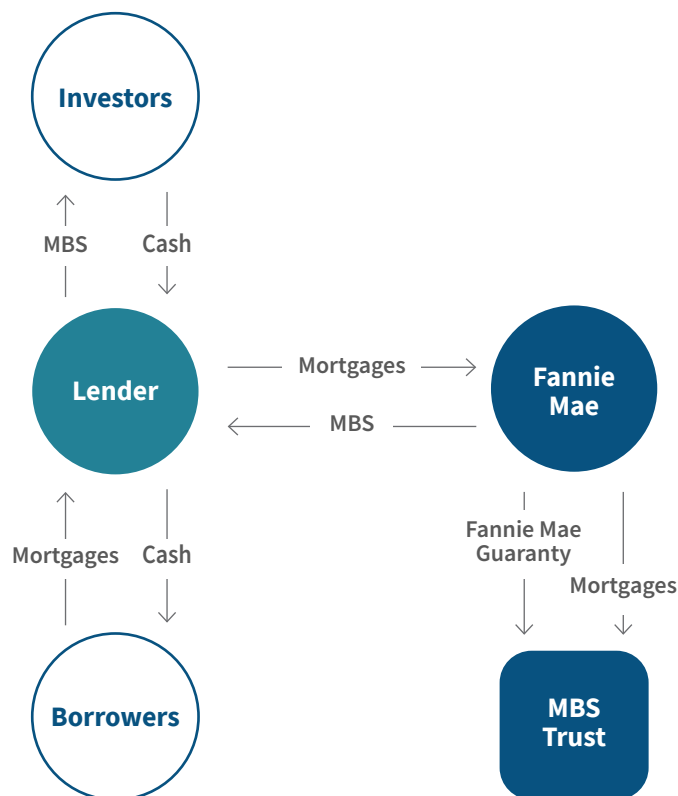 Investors
MBS
Cash
Lender
Mortgages
MBS
Fannie
Mae
Mortgages
Cash
Fannie Mae
Guaranty
Mortgages
Borrowers
MBS
Trust